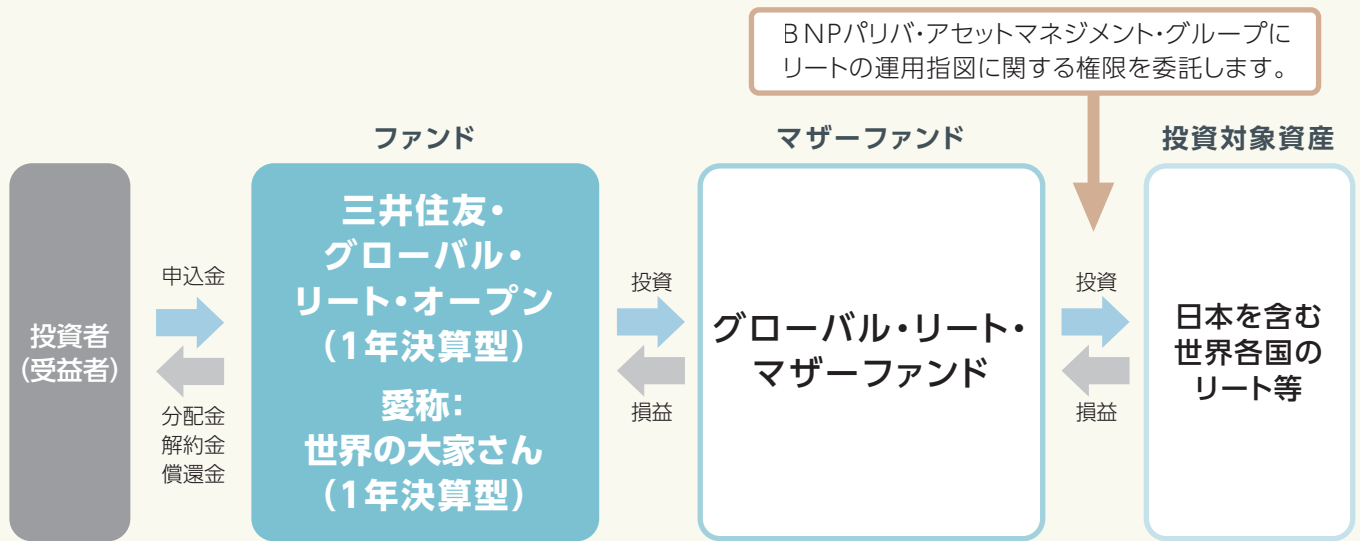 BNPパリバ・アセットマネジメント・グループに
リートの運用指図に関する権限を委託します。
ファンド
マザーファンド
投資対象資産
投資者
(受益者)
申込金
分配金
解約金
償還金
三井住友・
グローバル・
リート・オープン
(1年決算型)
愛称:
世界の大家さん
(1年決算型)
投資
損益
グローバル・リート・
マザーファンド
投資
損益
日本を含む
世界各国の
リート等